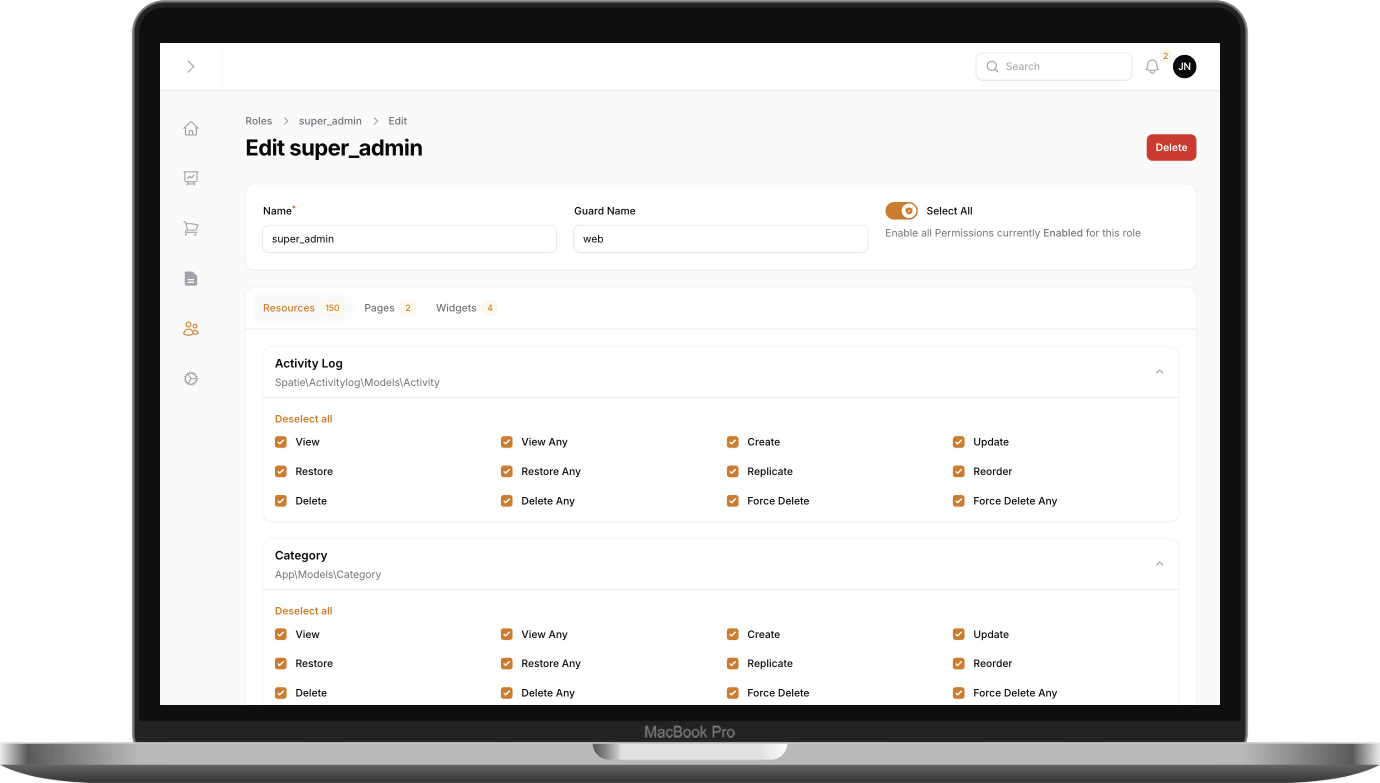 Search
2
JN
Roles > super_admin > Edit
Edit super_admin
Delete
Name*
Guard Name
Select All
super_admin
web
Enable all Permissions currently Enabled for this role
Resources 150 Pages 2 Widgets 4
Activity Log
Spatie\Activitylog\Models\Activity
Deselect all
View View Any Create Update
Restore Restore Any Replicate Reorder
Delete Delete Any Force Delete Force Delete Any
Category
App\Models\Category
Deselect all
View View Any Create Update
Restore Restore Any Replicate Reorder
Delete Delete Any Force Delete Force Delete Any
MacBook Pro